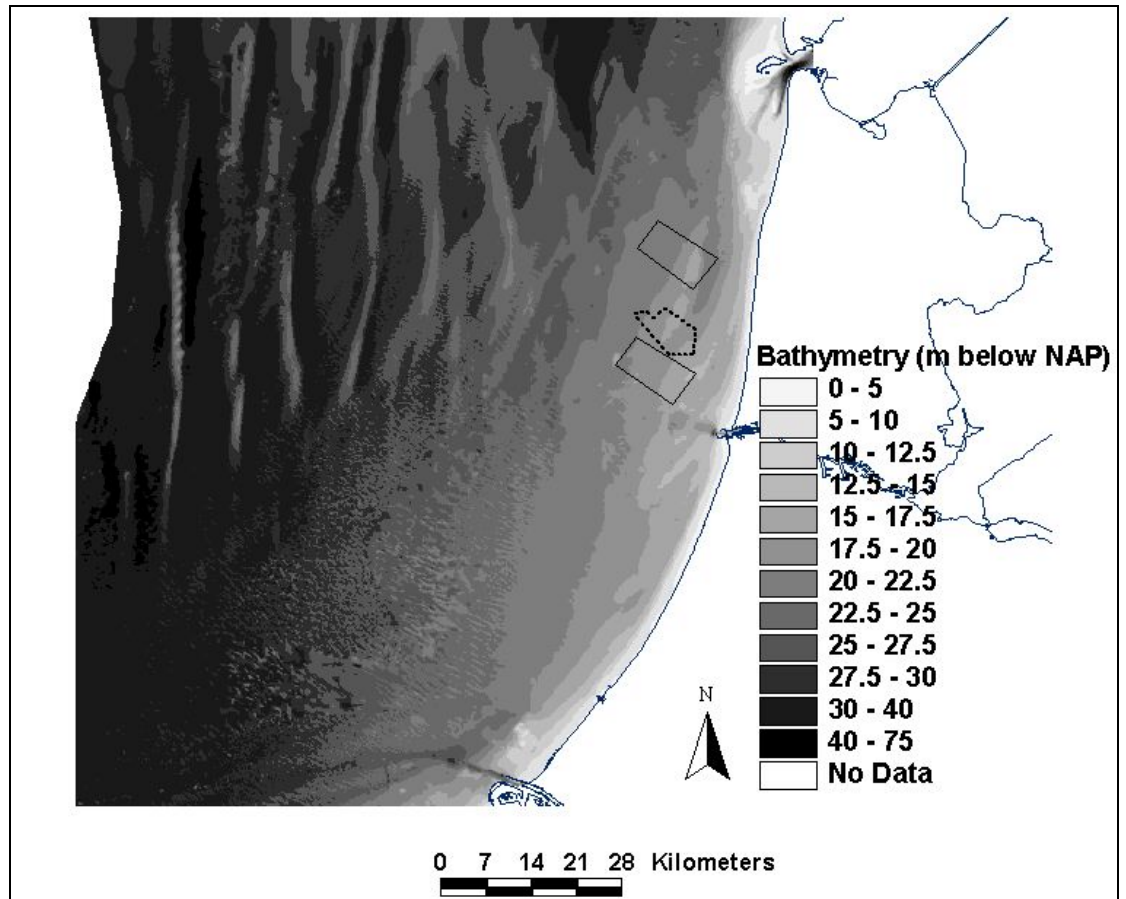 Bathymetry (m below NAP)
0 - 5
5 - 10
10 - 12.5
12.5 - 15
15 - 17.5
17.5 - 20
20 - 22.5
22.5 - 25
25 - 27.5
27.5 - 30
30 - 40
40 - 75
No Data
N
0 7 14 21 28 Kilometers